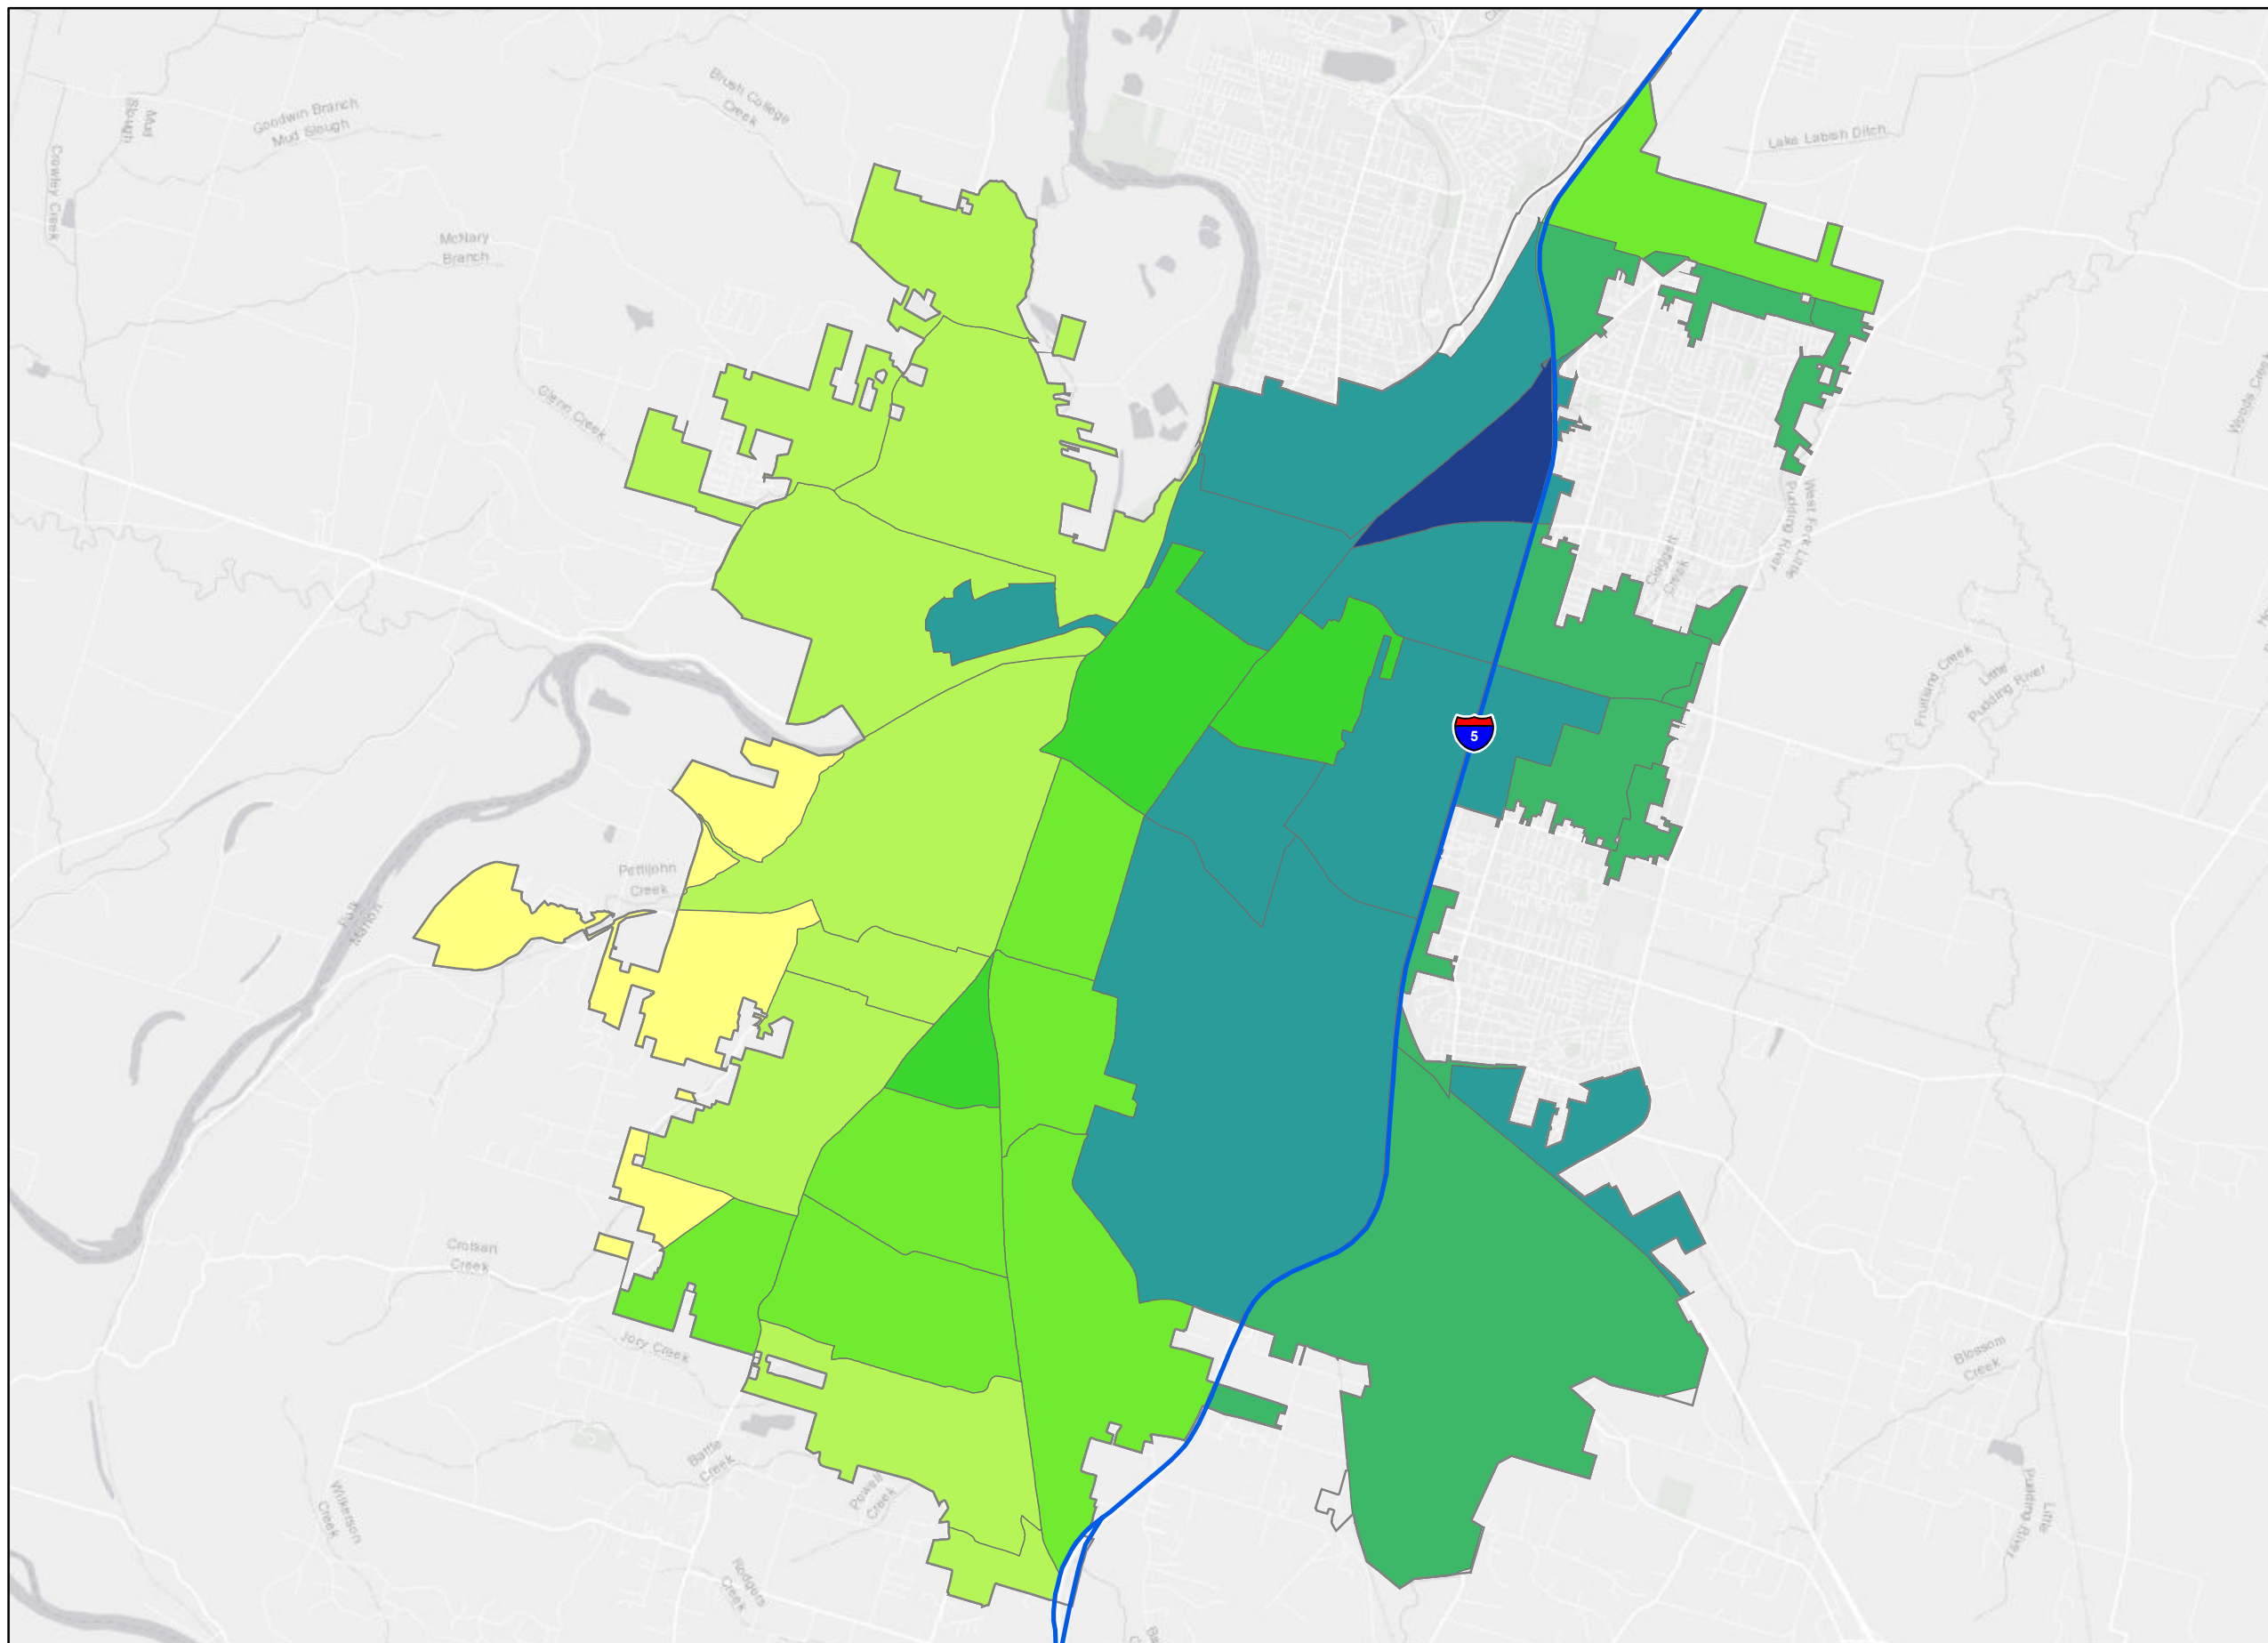 Brush College
Creek
Goodwin Branch
Mud Slough
Mud
Slough
Lake Labish Ditch
Crowley Creek
McNary
Branch
Glenn Creek
West Fork Little
Pudding River
Claggett
Creek
Fruitland Creek
Little
Pudding River
5
Pettijohn
Creek
Croisan
Creek
Jory Creek
Battle
Creek
Powell
Creek
Wilkerson
Creek
Rodgers
Creek
Blossom
Creek
Little
Pudding River